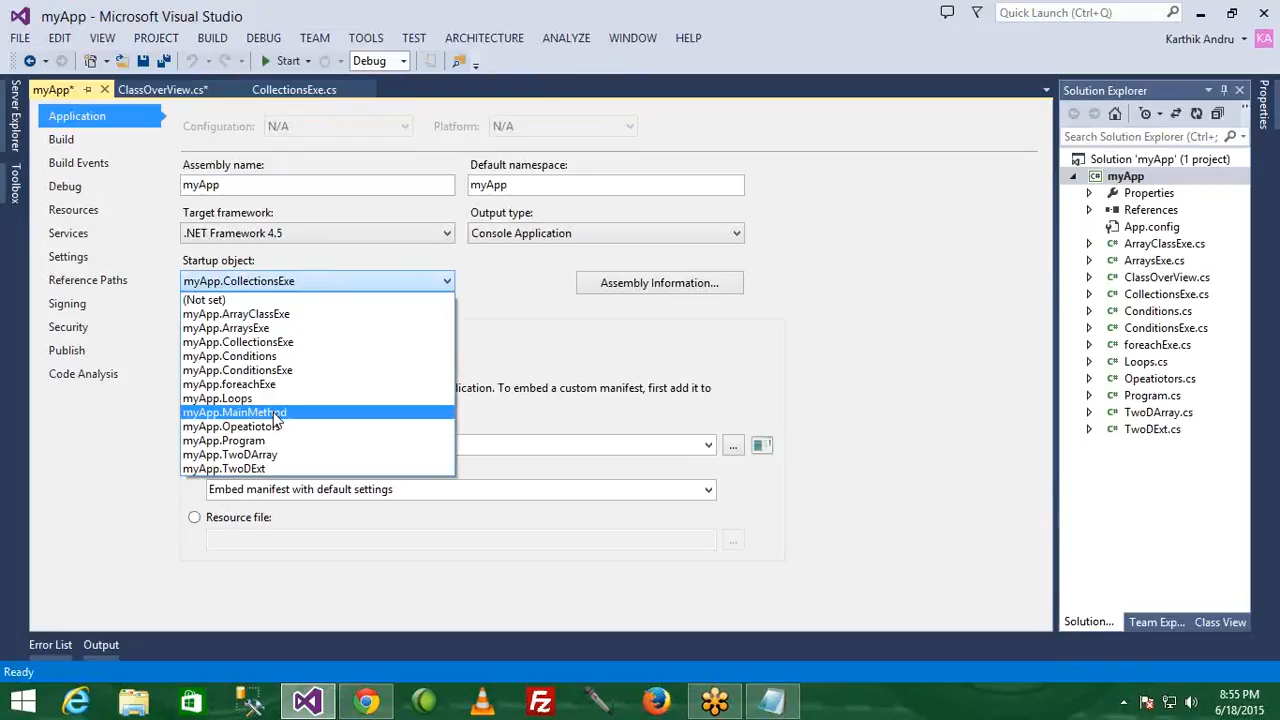 myApp - Microsoft Visual Studio
Quick Launch (Ctrl+Q)
FILE EDIT VIEW PROJECT BUILD DEBUG TEAM TOOLS TEST ARCHITECTURE ANALYZE WINDOW HELP
Karthik Andru KA
Start Debug
myApp* ClassOverView.cs* CollectionsExe.cs
Server Explorer
Toolbox
Application
Build
Build Events
Debug
Resources
Services
Settings
Reference Paths
Signing
Security
Publish
Code Analysis
Configuration: N/A Platform: N/A
Assembly name: Default namespace:
myApp myApp
Target framework: Output type:
.NET Framework 4.5 Console Application
Startup object:
myApp.CollectionsExe Assembly Information...
(Not set)
myApp.ArrayClassExe
myApp.ArraysExe
myApp.CollectionsExe
myApp.Conditions
myApp.ConditionsExe
myApp.foreachExe
myApp.Loops
myApp.MainMethod
myApp.Opeatiotors
myApp.Program
myApp.TwoDArray
myApp.TwoDExt
plication. To embed a custom manifest, first add it to
...
Embed manifest with default settings
Resource file:
...
Solution Explorer
Search Solution Explorer (Ctrl+;
Solution 'myApp' (1 project)
myApp
Properties
References
App.config
ArrayClassExe.cs
ArraysExe.cs
ClassOverView.cs
CollectionsExe.cs
Conditions.cs
ConditionsExe.cs
foreachExe.cs
Loops.cs
Opeatiotors.cs
Program.cs
TwoDArray.cs
TwoDExt.cs
Solution... Team Exp... Class View
Properties
Error List Output
Ready
8:55 PM
6/18/2015